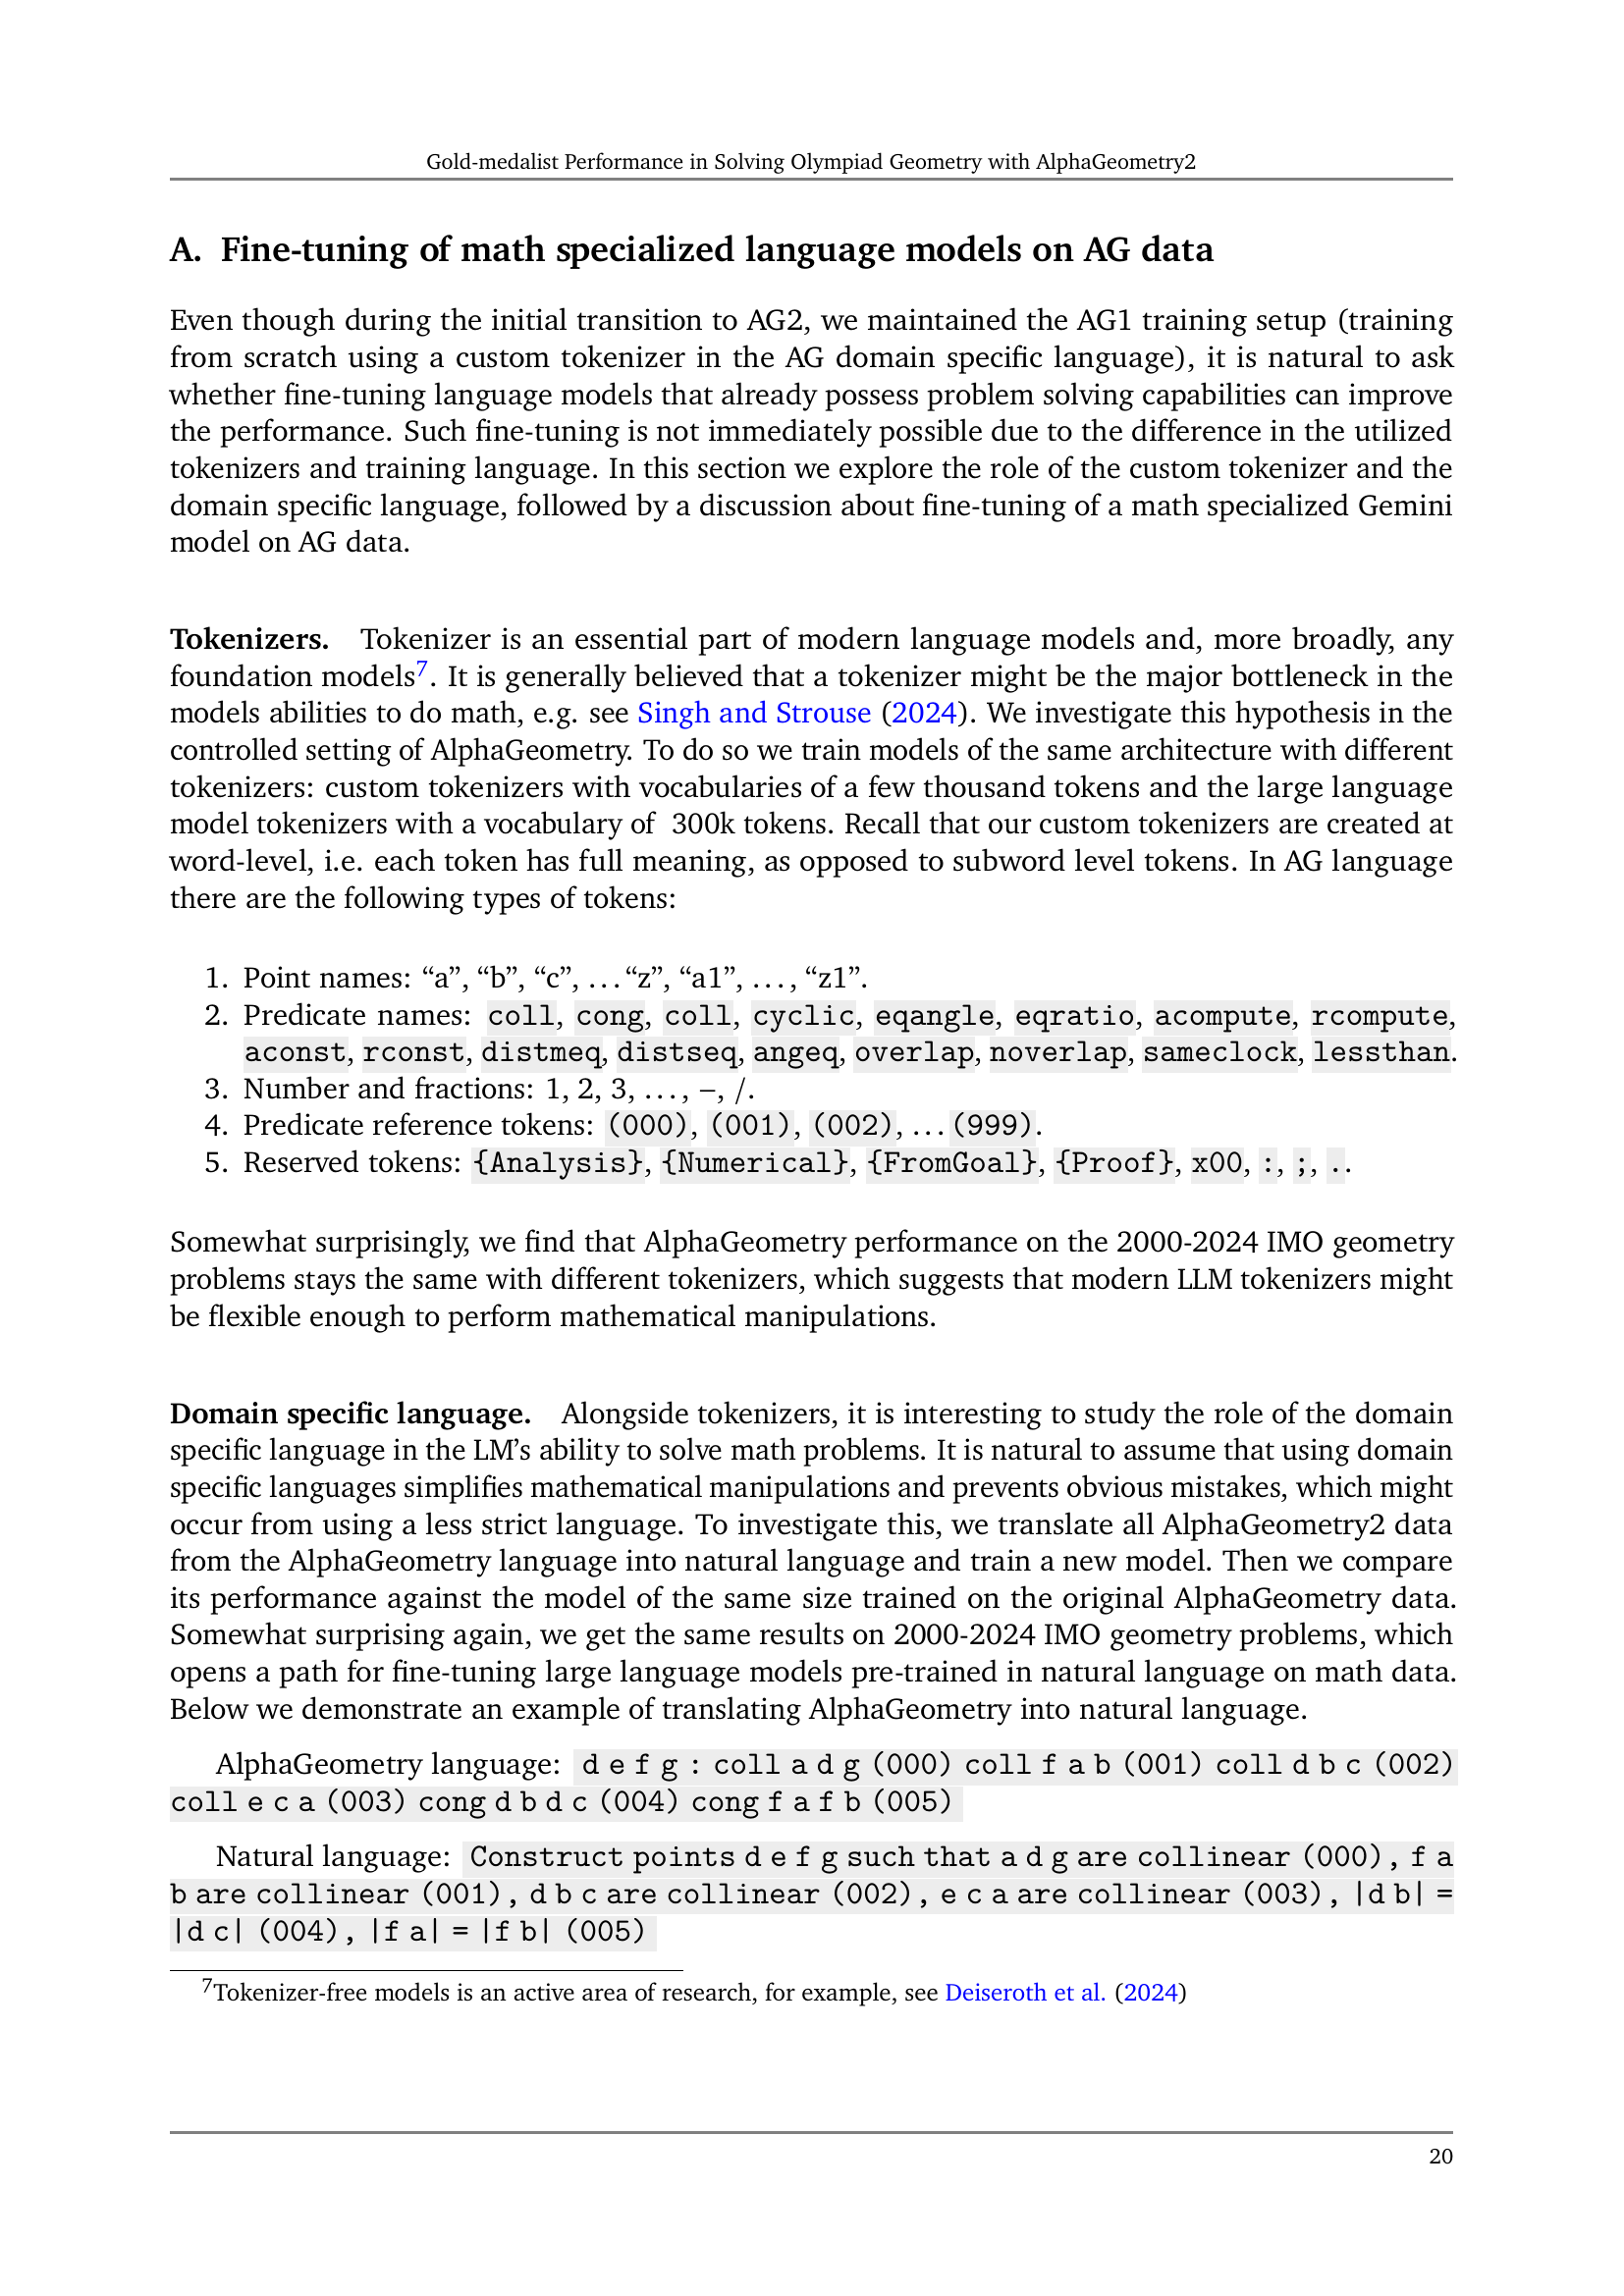 Gold-medalist Performance in Solving Olympiad Geometry with AlphaGeometry2
A. Fine-tuning of math specialized language models on AG data
Even though during the initial transition to AG2, we maintained the AG1 training setup (training
from scratch using a custom tokenizer in the AG domain specific language), it is natural to ask
whether fine-tuning language models that already possess problem solving capabilities can improve
the performance. Such fine-tuning is not immediately possible due to the difference in the utilized
tokenizers and training language. In this section we explore the role of the custom tokenizer and the
domain specific language, followed by a discussion about fine-tuning of a math specialized Gemini
model on AG data.
Tokenizers. Tokenizer is an essential part of modern language models and, more broadly, any
foundation models7. It is generally believed that a tokenizer might be the major bottleneck in the
models abilities to do math, e.g. see Singh and Strouse (2024). We investigate this hypothesis in the
controlled setting of AlphaGeometry. To do so we train models of the same architecture with different
tokenizers: custom tokenizers with vocabularies of a few thousand tokens and the large language
model tokenizers with a vocabulary of 300k tokens. Recall that our custom tokenizers are created at
word-level, i.e. each token has full meaning, as opposed to subword level tokens. In AG language
there are the following types of tokens:
1. Point names: “a”, “b”, “c”, …“z”, “a1”, …, “z1”.
2. Predicate names: coll, cong, coll, cyclic, eqangle, eqratio, acompute, rcompute,
aconst, rconst, distmeq, distseq, angeq, overlap, noverlap, sameclock, lessthan.
3. Number and fractions: 1, 2, 3, …, −, /.
4. Predicate reference tokens: (000), (001), (002), …(999).
5. Reserved tokens: {Analysis}, {Numerical}, {FromGoal}, {Proof}, x00, :, ;, ..
Somewhat surprisingly, we find that AlphaGeometry performance on the 2000-2024 IMO geometry
problems stays the same with different tokenizers, which suggests that modern LLM tokenizers might
be flexible enough to perform mathematical manipulations.
Domain specific language. Alongside tokenizers, it is interesting to study the role of the domain
specific language in the LM’s ability to solve math problems. It is natural to assume that using domain
specific languages simplifies mathematical manipulations and prevents obvious mistakes, which might
occur from using a less strict language. To investigate this, we translate all AlphaGeometry2 data
from the AlphaGeometry language into natural language and train a new model. Then we compare
its performance against the model of the same size trained on the original AlphaGeometry data.
Somewhat surprising again, we get the same results on 2000-2024 IMO geometry problems, which
opens a path for fine-tuning large language models pre-trained in natural language on math data.
Below we demonstrate an example of translating AlphaGeometry into natural language.
AlphaGeometry language: d e f g : coll a d g (000) coll f a b (001) coll d b c (002)
coll e c a (003) cong d b d c (004) cong f a f b (005)
Natural language: Construct points d e f g such that a d g are collinear (000), f a
b are collinear (001), d b c are collinear (002), e c a are collinear (003), |d b| =
|d c| (004), |f a| = |f b| (005)
7Tokenizer-free models is an active area of research, for example, see Deiseroth et al. (2024)
20